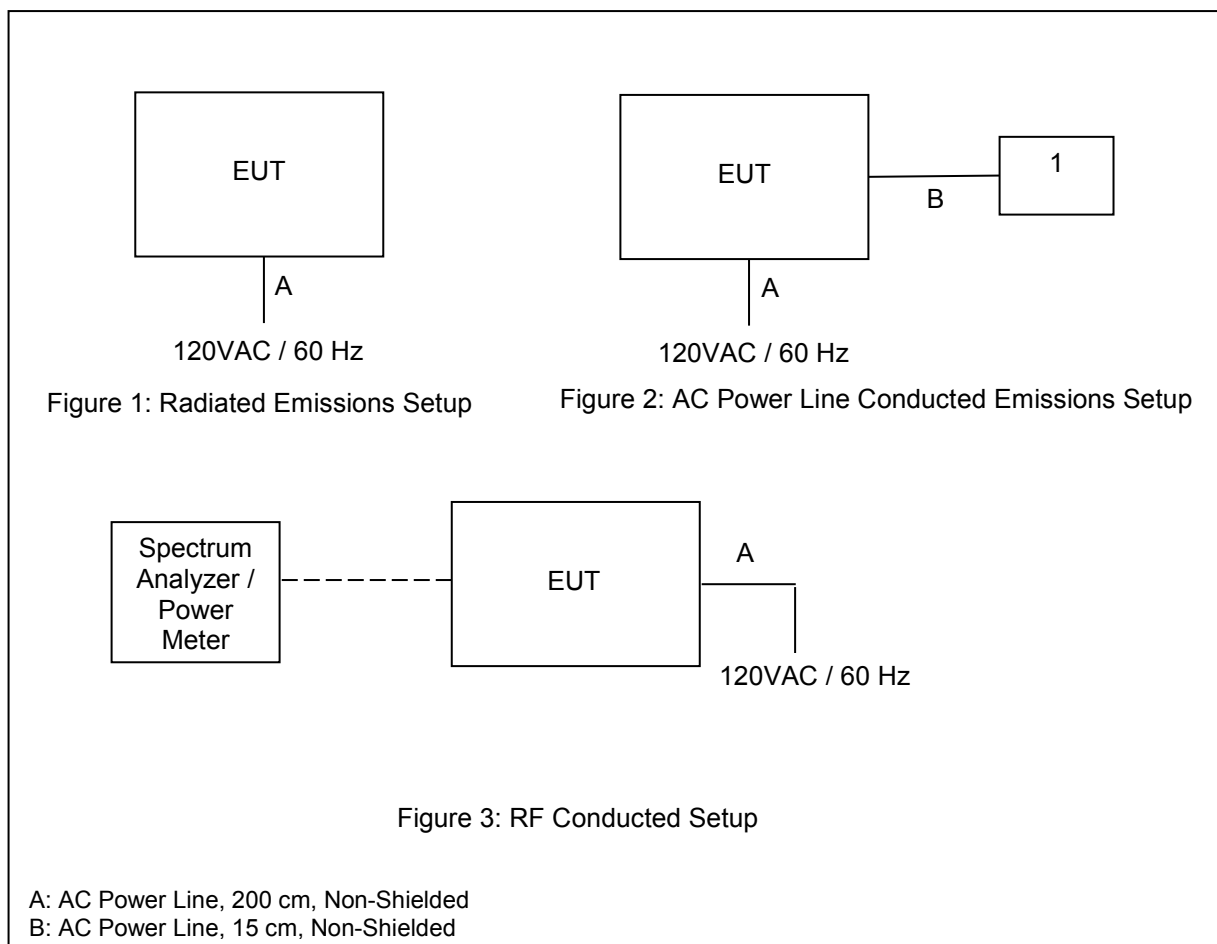 EUT
A
120VAC / 60 Hz
Figure 1: Radiated Emissions Setup
EUT
B
1
A
120VAC / 60 Hz
Figure 2: AC Power Line Conducted Emissions Setup
Spectrum
Analyzer /
Power
Meter
EUT
A
120VAC / 60 Hz
Figure 3: RF Conducted Setup
A: AC Power Line, 200 cm, Non-Shielded
B: AC Power Line, 15 cm, Non-Shielded